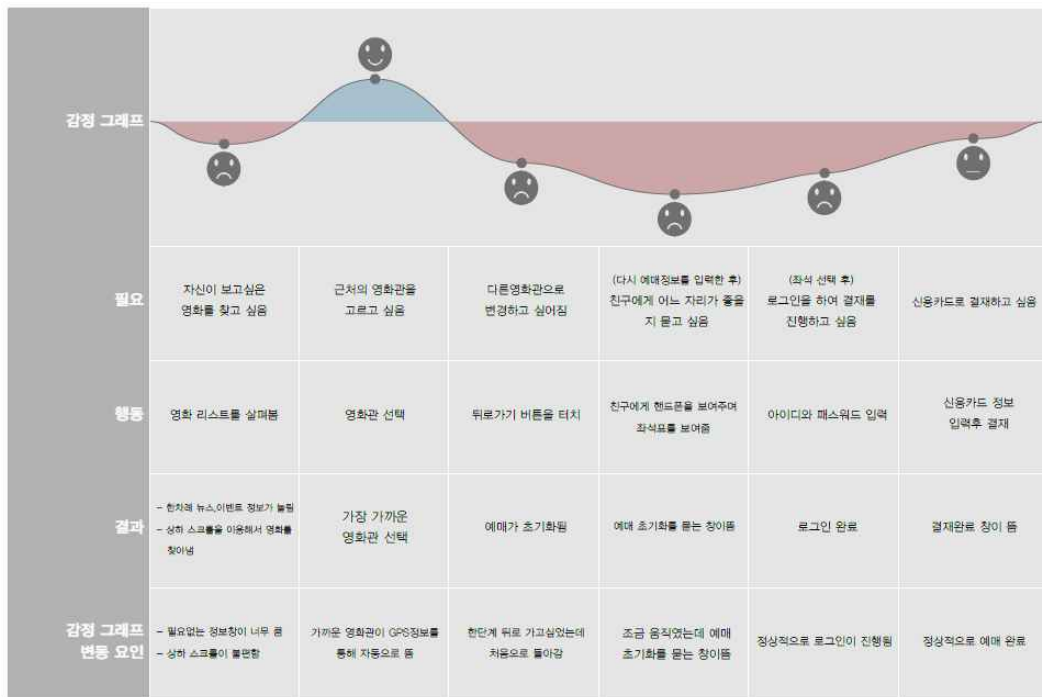 감정 그래프
필요
자신이 보고싶은
영화를 찾고 싶음
근처의 영화관을
고르고 싶음
다른영화관으로
변경하고 싶어짐
(다시 예매정보를 입력한 후)
친구에게 어느 자리가 좋을
지 묻고 싶음
(좌석 선택 후)
로그인을 하여 결재를
진행하고 싶음
신용카드로 결재하고 싶음
행동
영화 리스트를 살펴봄
영화관 선택
뒤로가기 버튼을 터치
친구에게 핸드폰을 보여주며
좌석표를 보여줌
아이디와 패스워드 입력
신용카드 정보
입력후 결재
결과
- 한차례 뉴스,이벤트 정보가 눌림
- 상하 스크롤을 이용해서 영화를
찾아냄
가장 가까운
영화관 선택
예매가 초기화됨
예매 초기화를 묻는 창이뜸
로그인 완료
결재완료 창이 뜸
감정 그래프
변동 요인
- 필요없는 정보창이 너무 큼
- 상하 스크롤이 불편함
가까운 영화관이 GPS정보를
통해 자동으로 뜸
한단계 뒤로 가고싶었는데
처음으로 돌아감
조금 움직였는데 예매
초기화를 묻는 창이뜸
정상적으로 로그인이 진행됨
정상적으로 예매 완료